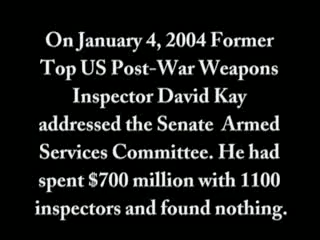 On January 4, 2004 Former
Top US Post-War Weapons
Inspector David Kay
addressed the Senate Armed
Services Committee. He had
spent $700 million with 1100
inspectors and found nothing.